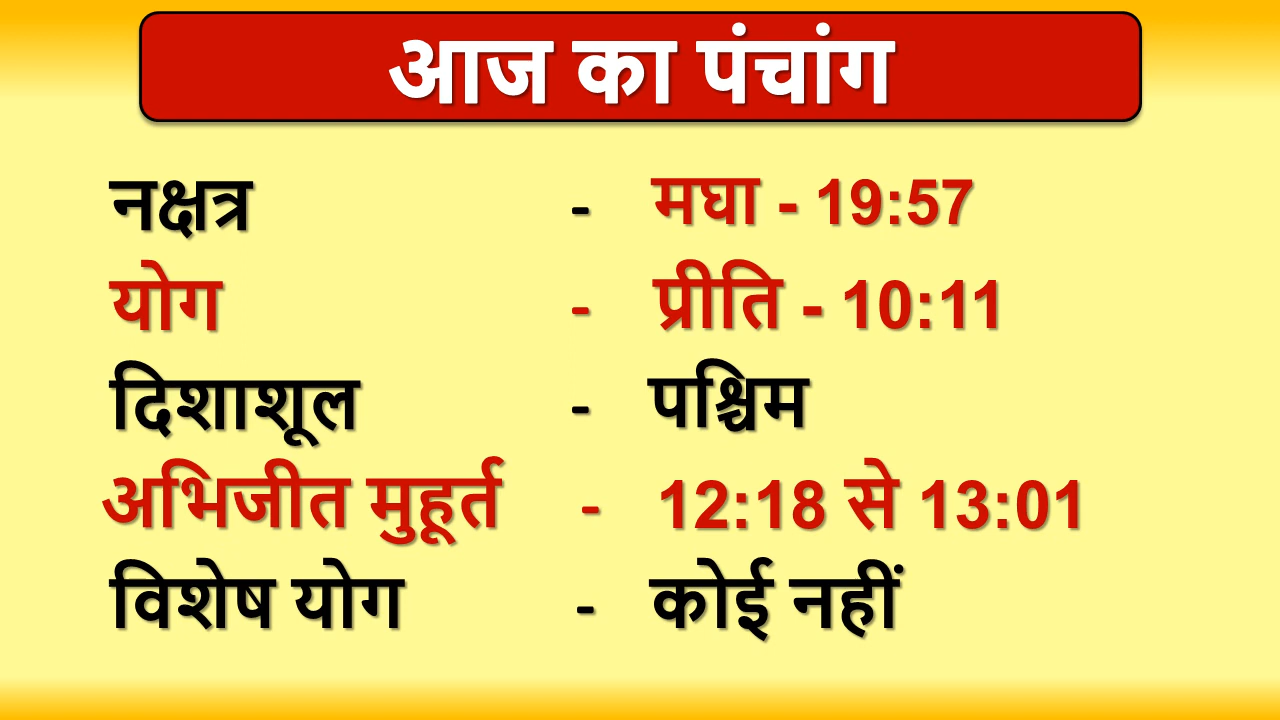 आज का पंचांग
नक्षत्र - मघा - 19:57
योग - प्रीति - 10:11
दिशाशूल - पश्चिम
अभिजीत मुहूर्त - 12:18 से 13:01
विशेष योग - कोई नहीं